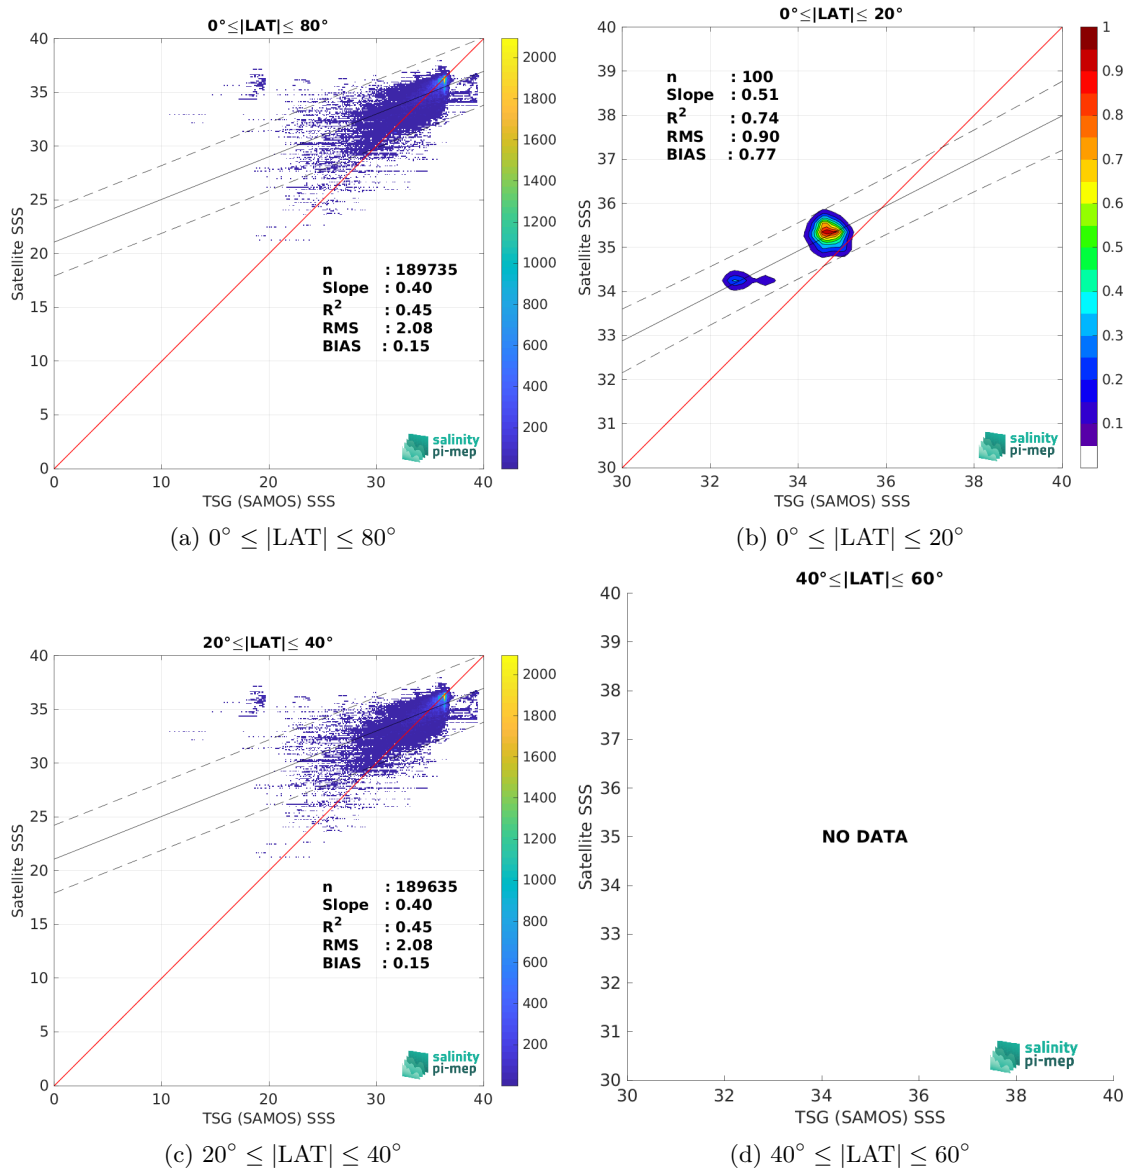 0°≤|LAT|≤ 80°
40
35
30
25
20
15
10
5
0
Satellite SSS
n : 189735
Slope : 0.40
R² : 0.45
RMS : 2.08
BIAS : 0.15
salinity
pi-mep
0 10 20 30 40
TSG (SAMOS) SSS
2000
1800
1600
1400
1200
1000
800
600
400
200
(a) 0° ≤ |LAT| ≤ 80°
0°≤|LAT|≤ 20°
40
39
38
37
36
35
34
33
32
31
30
Satellite SSS
n : 100
Slope : 0.51
R² : 0.74
RMS : 0.90
BIAS : 0.77
salinity
pi-mep
30 32 34 36 38 40
TSG (SAMOS) SSS
1
0.9
0.8
0.7
0.6
0.5
0.4
0.3
0.2
0.1
(b) 0° ≤ |LAT| ≤ 20°
20°≤|LAT|≤ 40°
40
35
30
25
20
15
10
5
0
Satellite SSS
n : 189635
Slope : 0.40
R² : 0.45
RMS : 2.08
BIAS : 0.15
salinity
pi-mep
0 10 20 30 40
TSG (SAMOS) SSS
2000
1800
1600
1400
1200
1000
800
600
400
200
(c) 20° ≤ |LAT| ≤ 40°
40°≤|LAT|≤ 60°
40
39
38
37
36
35
34
33
32
31
30
Satellite SSS
NO DATA
salinity
pi-mep
30 32 34 36 38 40
TSG (SAMOS) SSS
(d) 40° ≤ |LAT| ≤ 60°